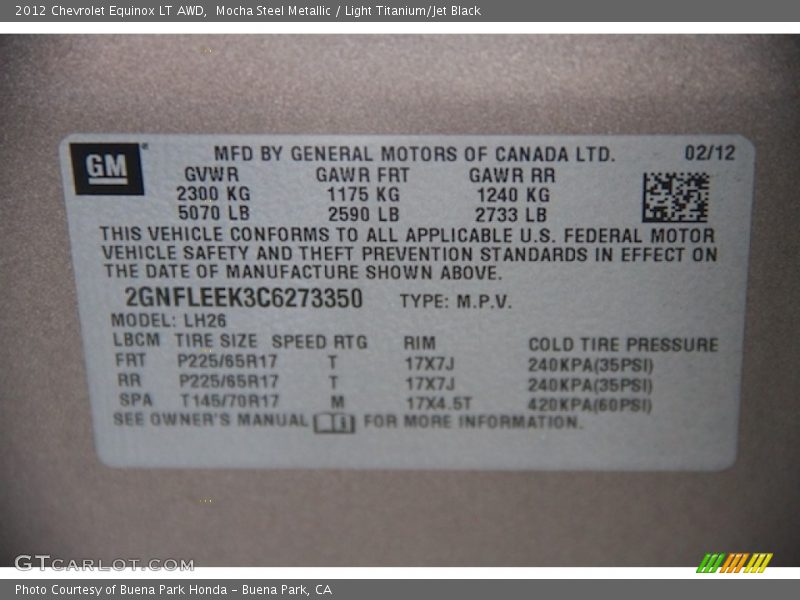 2012 Chevrolet Equinox LT AWD,  Mocha Steel Metallic / Light Titanium/Jet Black
GM
MFD BY GENERAL MOTORS OF CANADA LTD. 02/12
GVWR GAWR FRT GAWR RR
2300 KG 1175 KG 1240 KG
5070 LB 2590 LB 2733 LB
THIS VEHICLE CONFORMS TO ALL APPLICABLE U.S. FEDERAL MOTOR
VEHICLE SAFETY AND THEFT PREVENTION STANDARDS IN EFFECT ON
THE DATE OF MANUFACTURE SHOWN ABOVE.
2GNFLEEK3C6273350 TYPE: M.P.V.
MODEL: LH26
LBCM TIRE SIZE SPEED RTG RIM COLD TIRE PRESSURE
FRT P225/65R17 T 17X7J 240KPA(35PSI)
RR P225/65R17 T 17X7J 240KPA(35PSI)
SPA T145/70R17 M 17X4.5T 420KPA(60PSI)
SEE OWNER'S MANUAL FOR MORE INFORMATION.
GTCARLOT.COM
Photo Courtesy of Buena Park Honda - Buena Park, CA